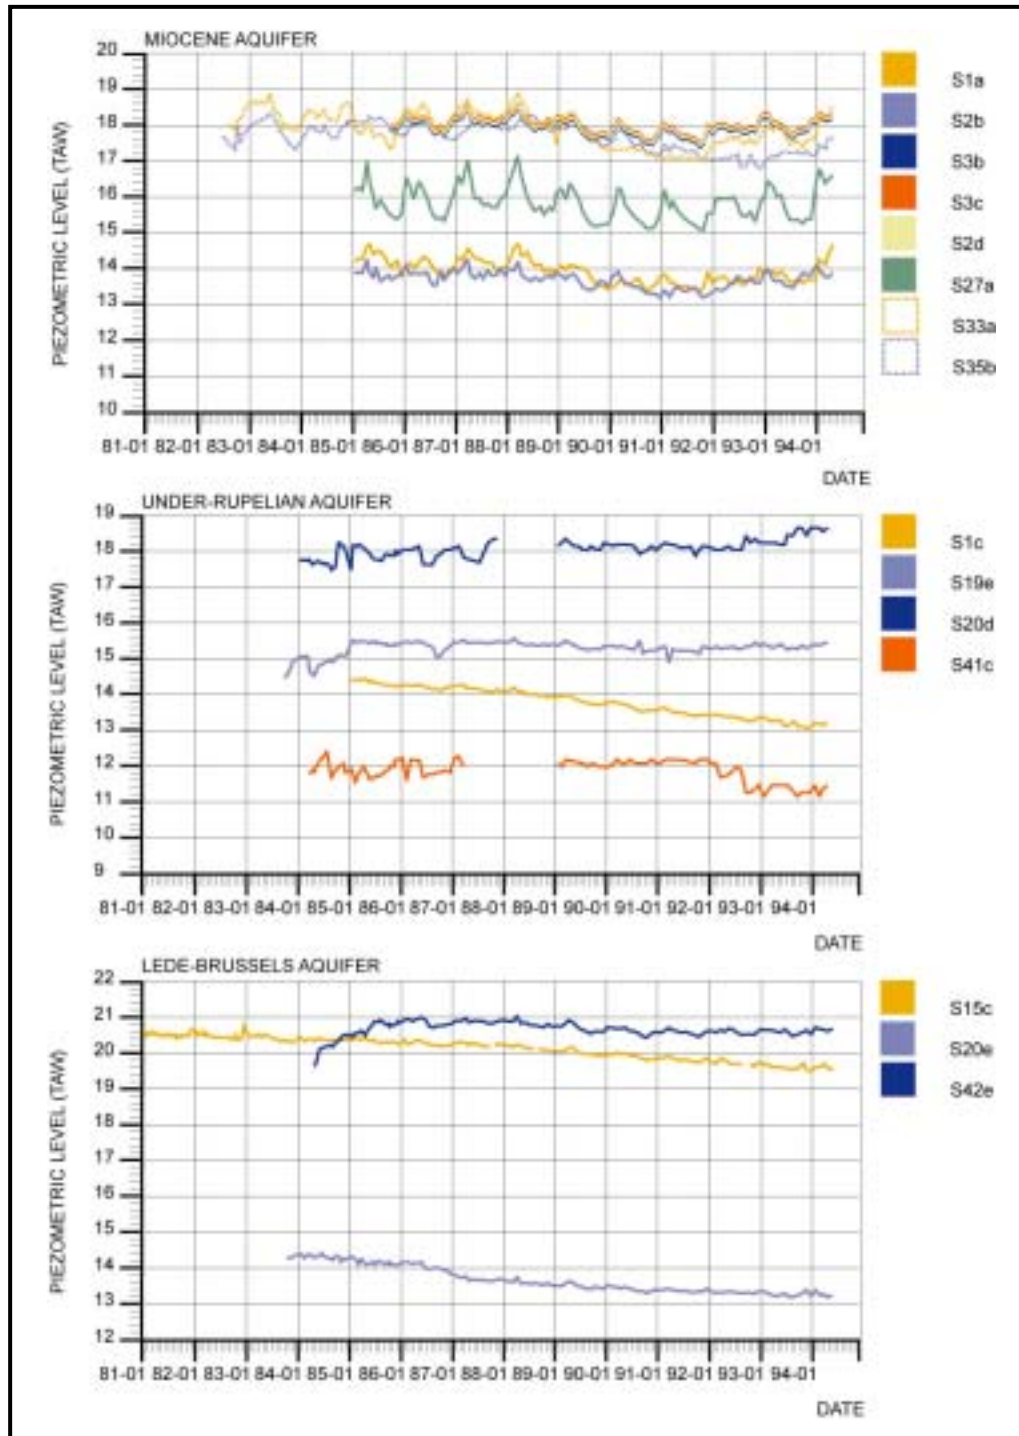 MIOCENE AQUIFER
PIEZOMETRIC LEVEL (TAW)
20
19
18
17
16
15
14
13
12
11
10
81-01 82-01 83-01 84-01 85-01 86-01 87-01 88-01 89-01 90-01 91-01 92-01 93-01 94-01
DATE
S1a
S2b
S3b
S3c
S2d
S27a
S33a
S35b
UNDER-RUPELIAN AQUIFER
PIEZOMETRIC LEVEL (TAW)
19
18
17
16
15
14
13
12
11
10
9
81-01 82-01 83-01 84-01 85-01 86-01 87-01 88-01 89-01 90-01 91-01 92-01 93-01 94-01
DATE
S1c
S19e
S20d
S41c
LEDE-BRUSSELS AQUIFER
PIEZOMETRIC LEVEL (TAW)
22
21
20
19
18
17
16
15
14
13
12
81-01 82-01 83-01 84-01 85-01 86-01 87-01 88-01 89-01 90-01 91-01 92-01 93-01 94-01
DATE
S15c
S20e
S42e